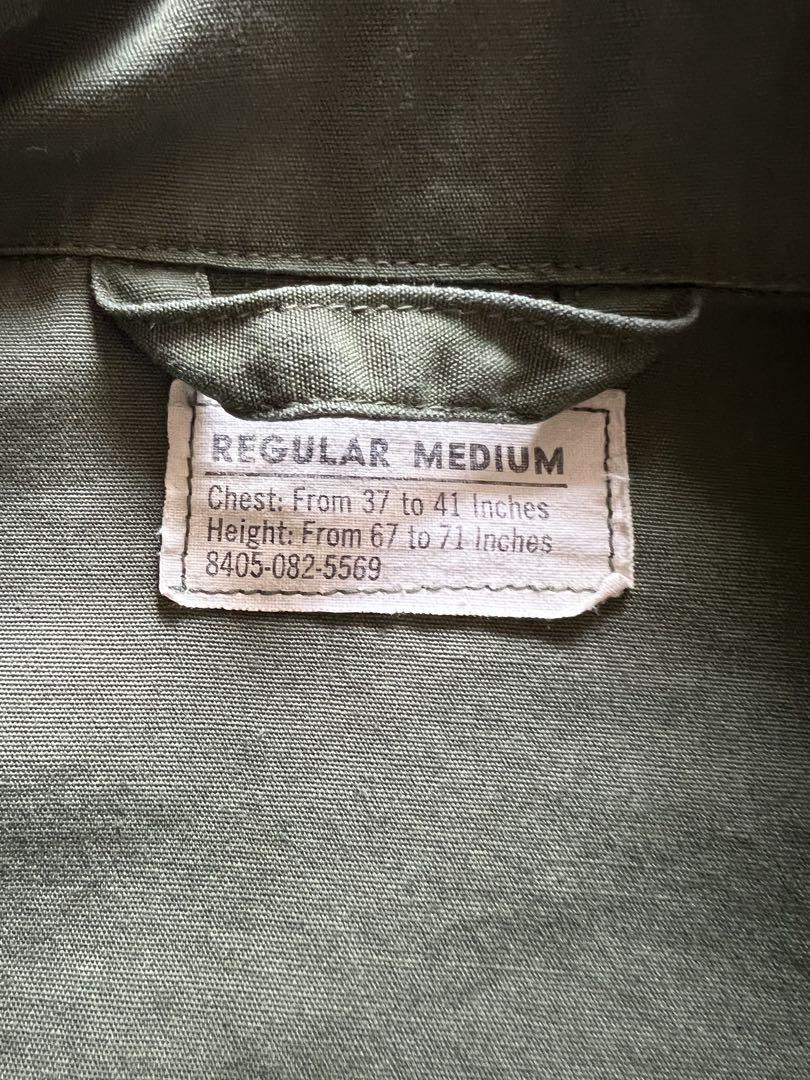 REGULAR MEDIUM
Chest: From 37 to 41 Inches
Height: From 67 to 71 Inches
8405-082-5569